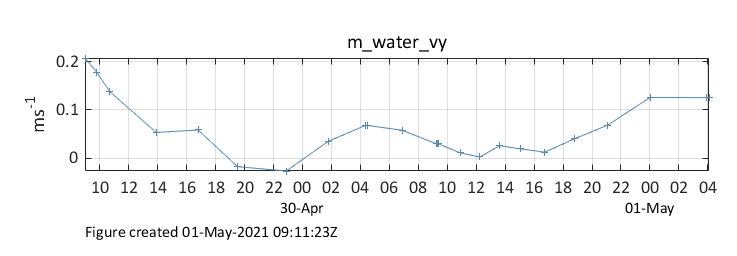 m_water_vy
0.2
0.1
0
ms-1
10 12 14 16 18 20 22 00 02 04 06 08 10 12 14 16 18 20 22 00 02 04
30-Apr 01-May
Figure created 01-May-2021 09:11:23Z